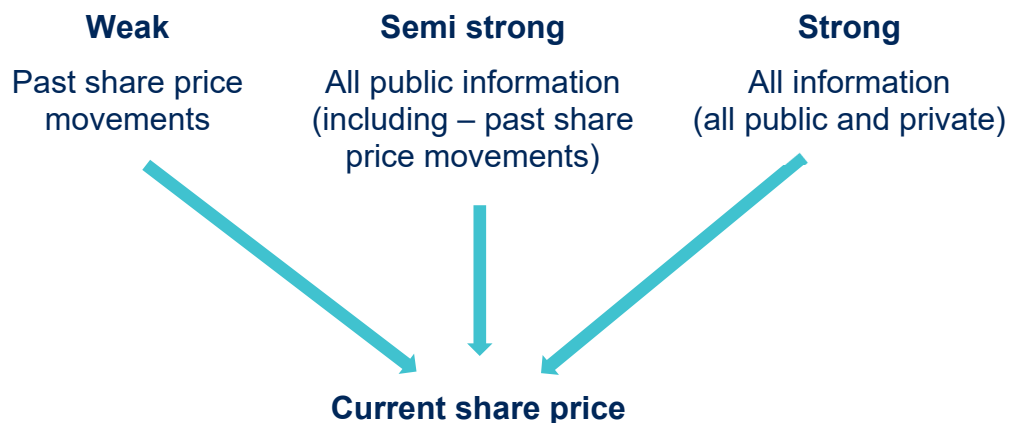 Weak
Past share price
movements
Semi strong
All public information
(including – past share
price movements)
Strong
All information
(all public and private)
Current share price